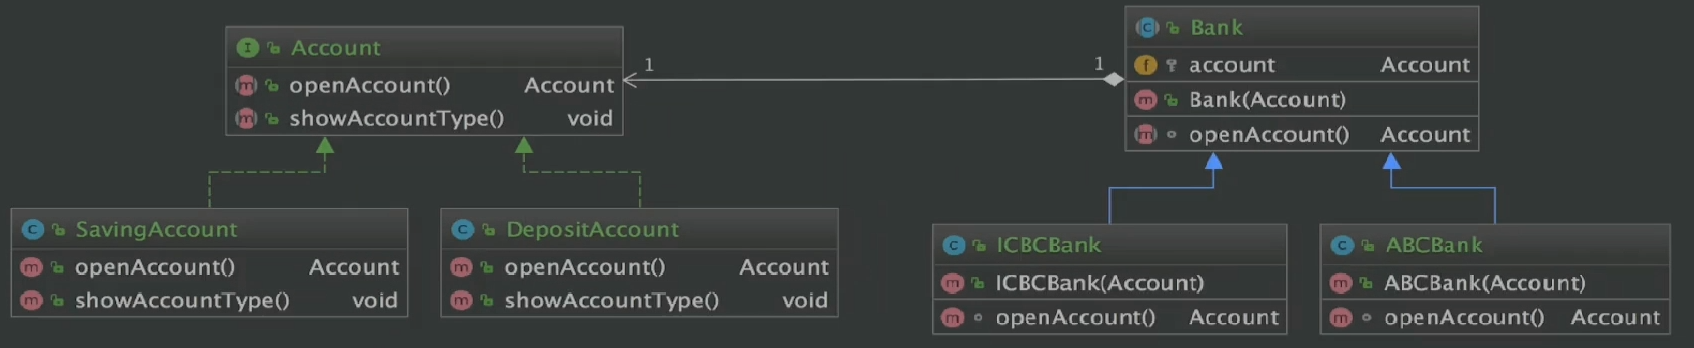 Account
openAccount() Account
showAccountType() void
1
1
Bank
account Account
Bank(Account)
openAccount() Account
SavingAccount
openAccount() Account
showAccountType() void
DepositAccount
openAccount() Account
showAccountType() void
ICBCBank
ICBCBank(Account)
openAccount() Account
ABCBank
ABCBank(Account)
openAccount() Account